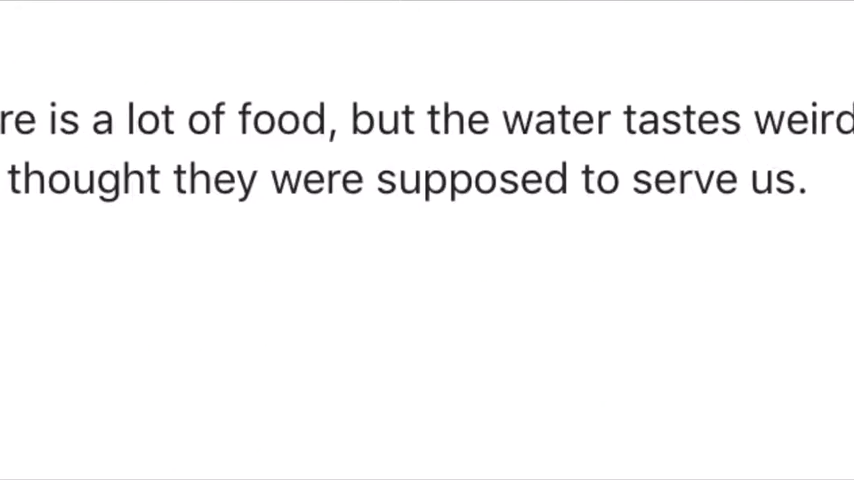 re is a lot of food, but the water tastes weird
thought they were supposed to serve us.